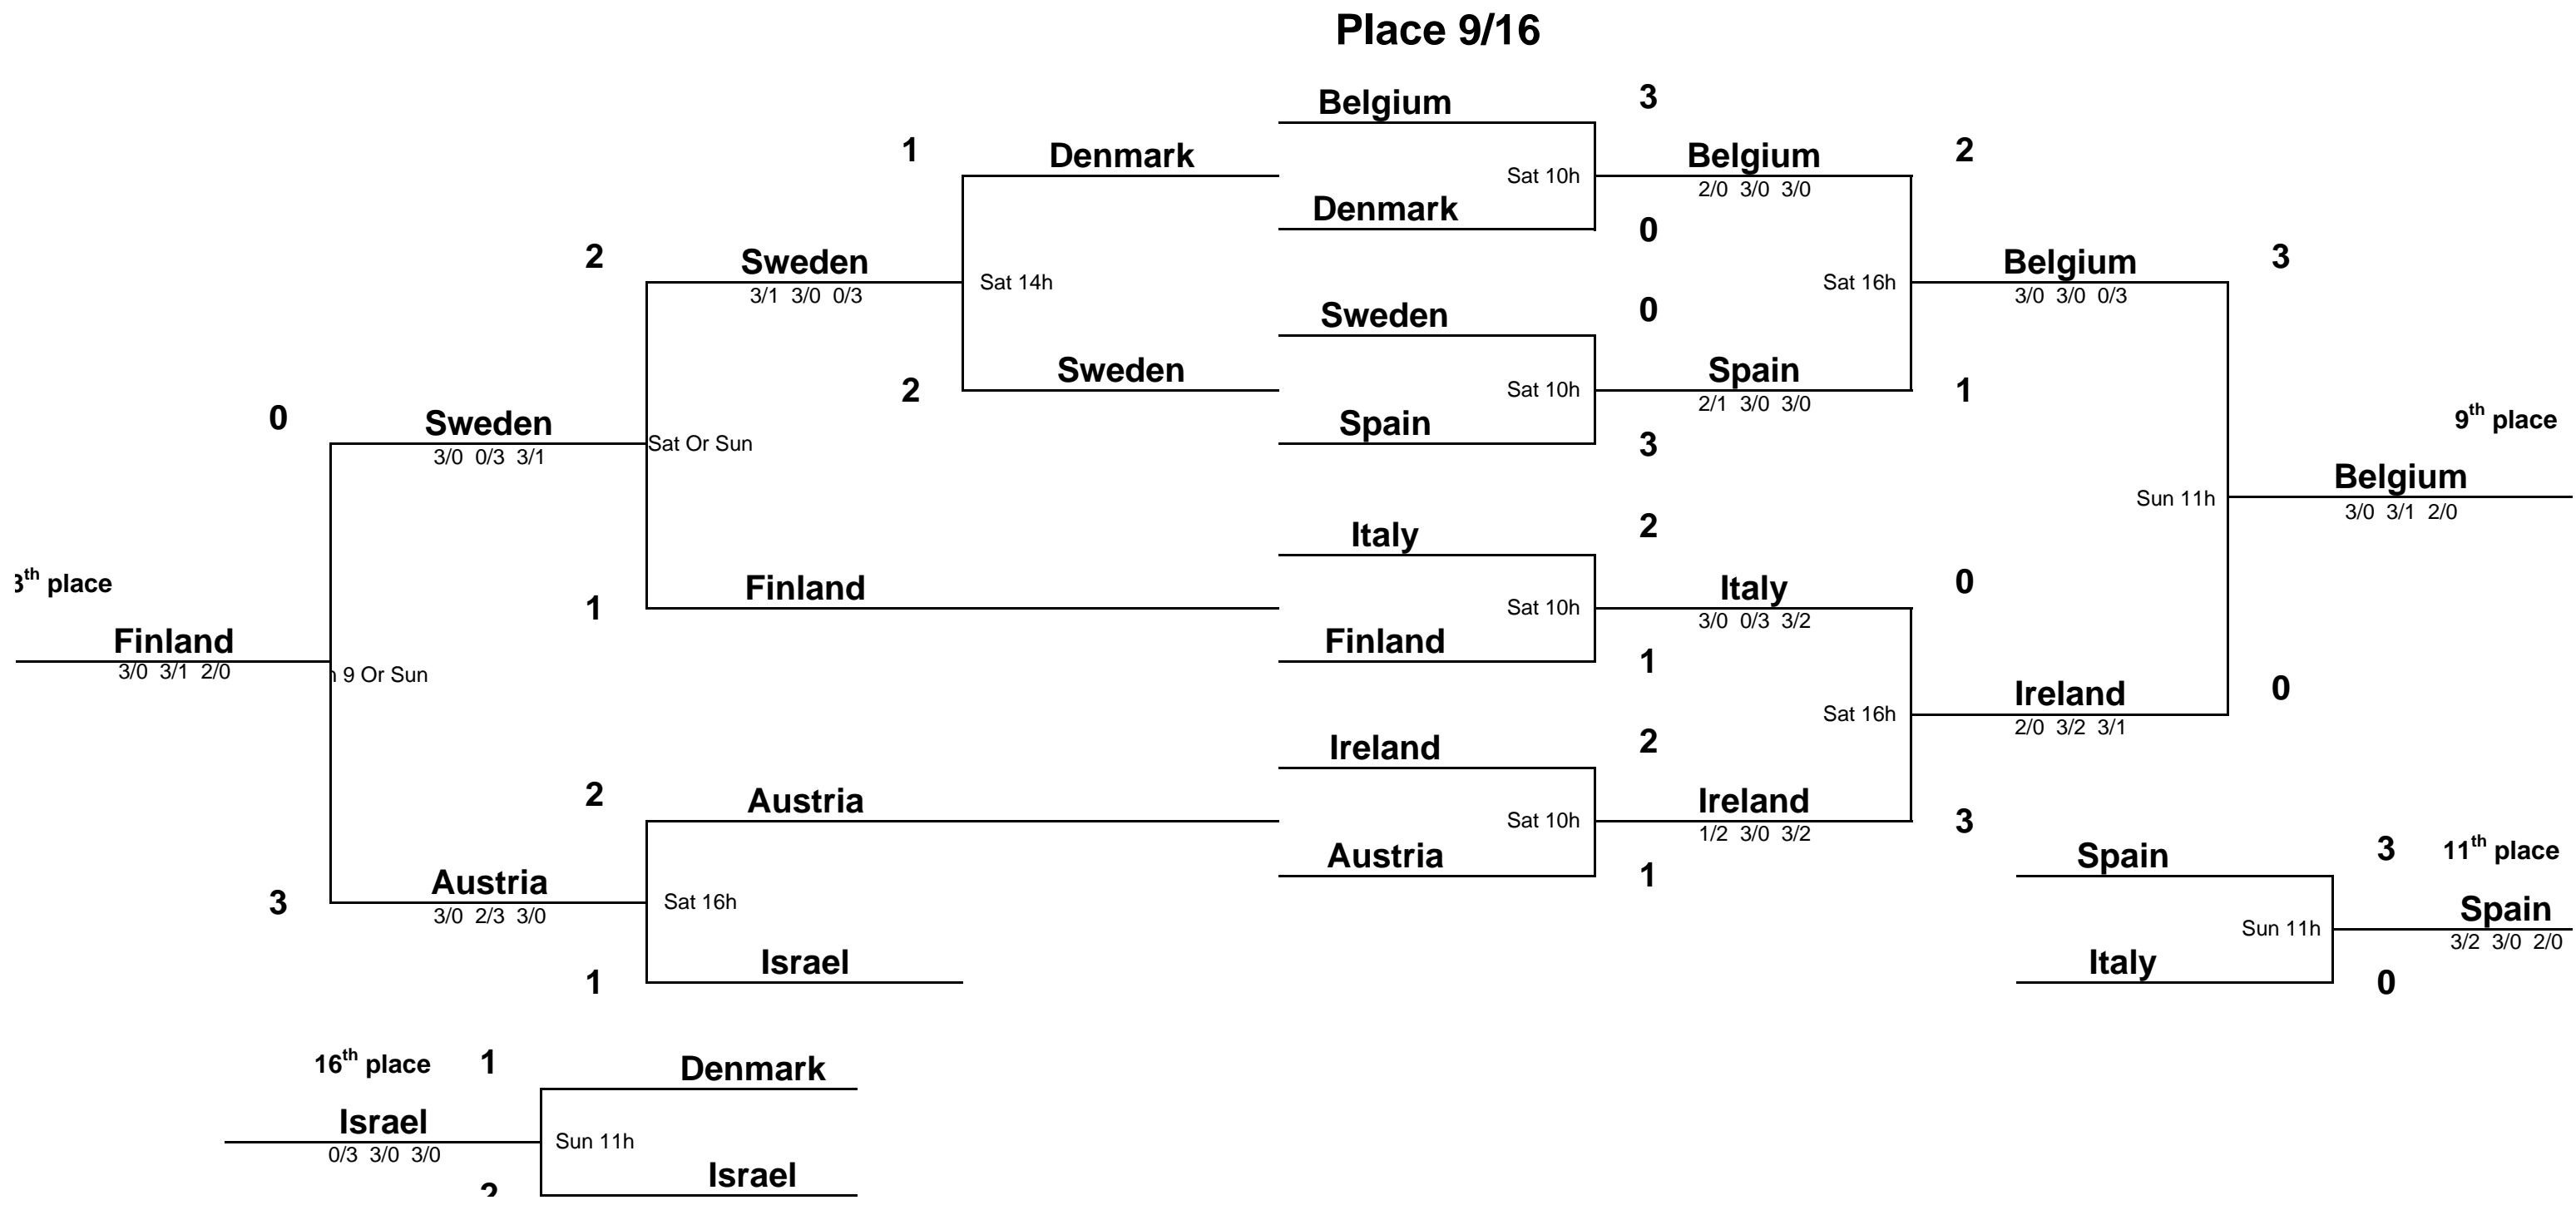 Place 9/16
Belgium 3
1 Denmark Belgium 2
Sat 10h 2/0 3/0 3/0
Denmark 0
2 Sweden Belgium 3
3/1 3/0 0/3 Sat 14h Sat 16h 3/0 3/0 0/3
Sweden 0
2 Sweden Spain 1
Sat 10h 2/1 3/0 3/0
0 Sweden Spain 3 9th place
3/0 0/3 3/1 Sat Or Sun
Belgium
Sun 11h 3/0 3/1 2/0
Italy 2
3th place
1 Finland Italy 0
Sat 10h 3/0 0/3 3/2
Finland Finland 1
3/0 3/1 2/0 9 Or Sun
Ireland 0
Sat 16h 2/0 3/2 3/1
Ireland 2
2 Austria Ireland 3
Sat 10h 1/2 3/0 3/2
Austria 1
Spain 3 11th place
3 Austria
3/0 2/3 3/0 Sat 16h
Spain
Sun 11h 3/2 3/0 2/0
1 Israel Italy 0
16th place 1 Denmark
Israel
0/3 3/0 3/0 Sun 11h
2 Israel